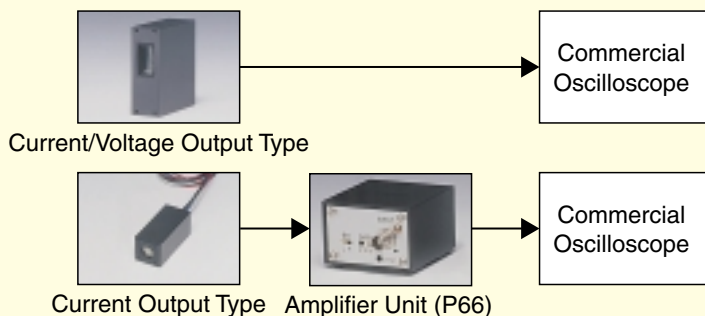 Commercial
Oscilloscope
Current/Voltage Output Type
Commercial
Oscilloscope
Current Output Type
Amplifier Unit (P66)